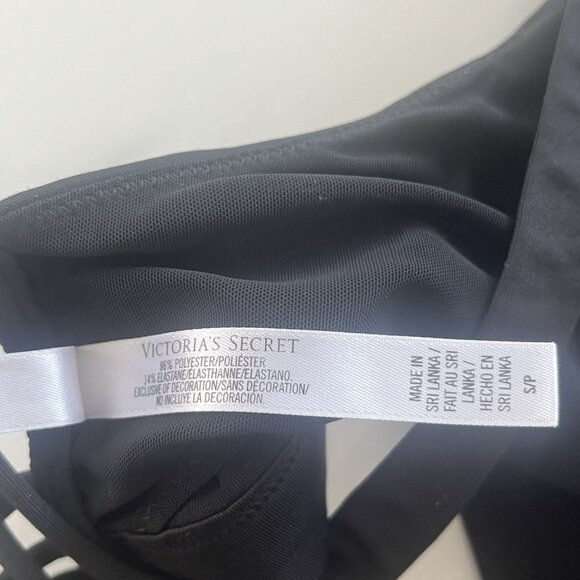 VICTORIA'S SECRET
86% POLYESTER/POLIÉSTER
14% ELASTANE/ELASTHANNE/ELASTANO.
EXCLUSIVE OF DECORATION/SANS DÉCORATION/
NO INCLUYE LA DECORACIÓN.
MADE IN
SRI LANKA/
FAIT AU SRI
LANKA/
HECHO EN
SRI LANKA
S/P